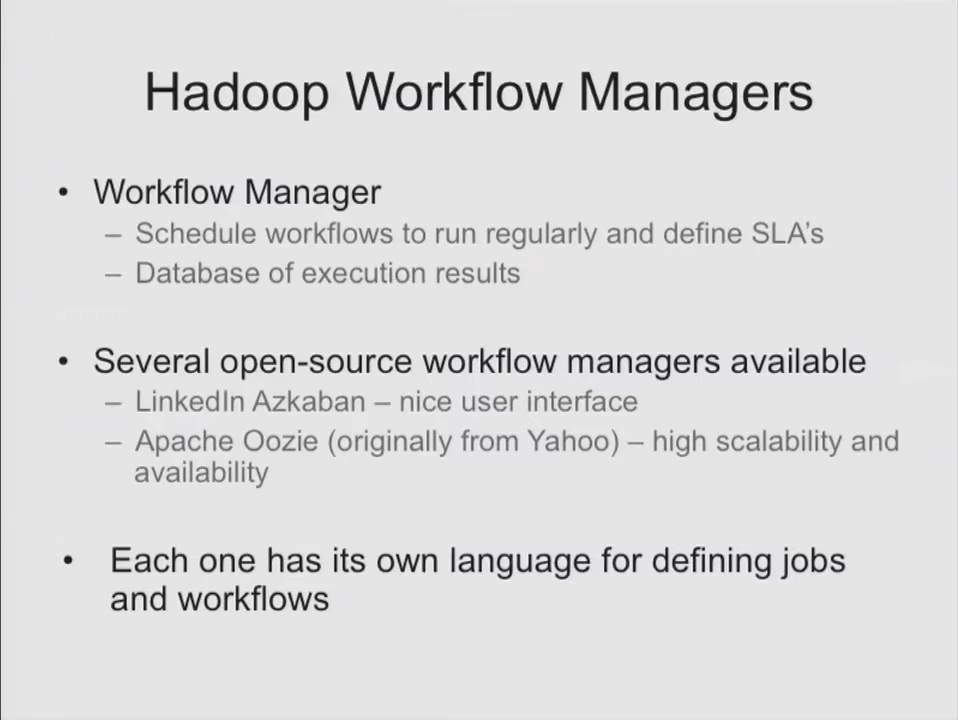 Hadoop Workflow Managers
• Workflow Manager
– Schedule workflows to run regularly and define SLA's
– Database of execution results
• Several open-source workflow managers available
– LinkedIn Azkaban – nice user interface
– Apache Oozie (originally from Yahoo) – high scalability and
availability
• Each one has its own language for defining jobs
and workflows